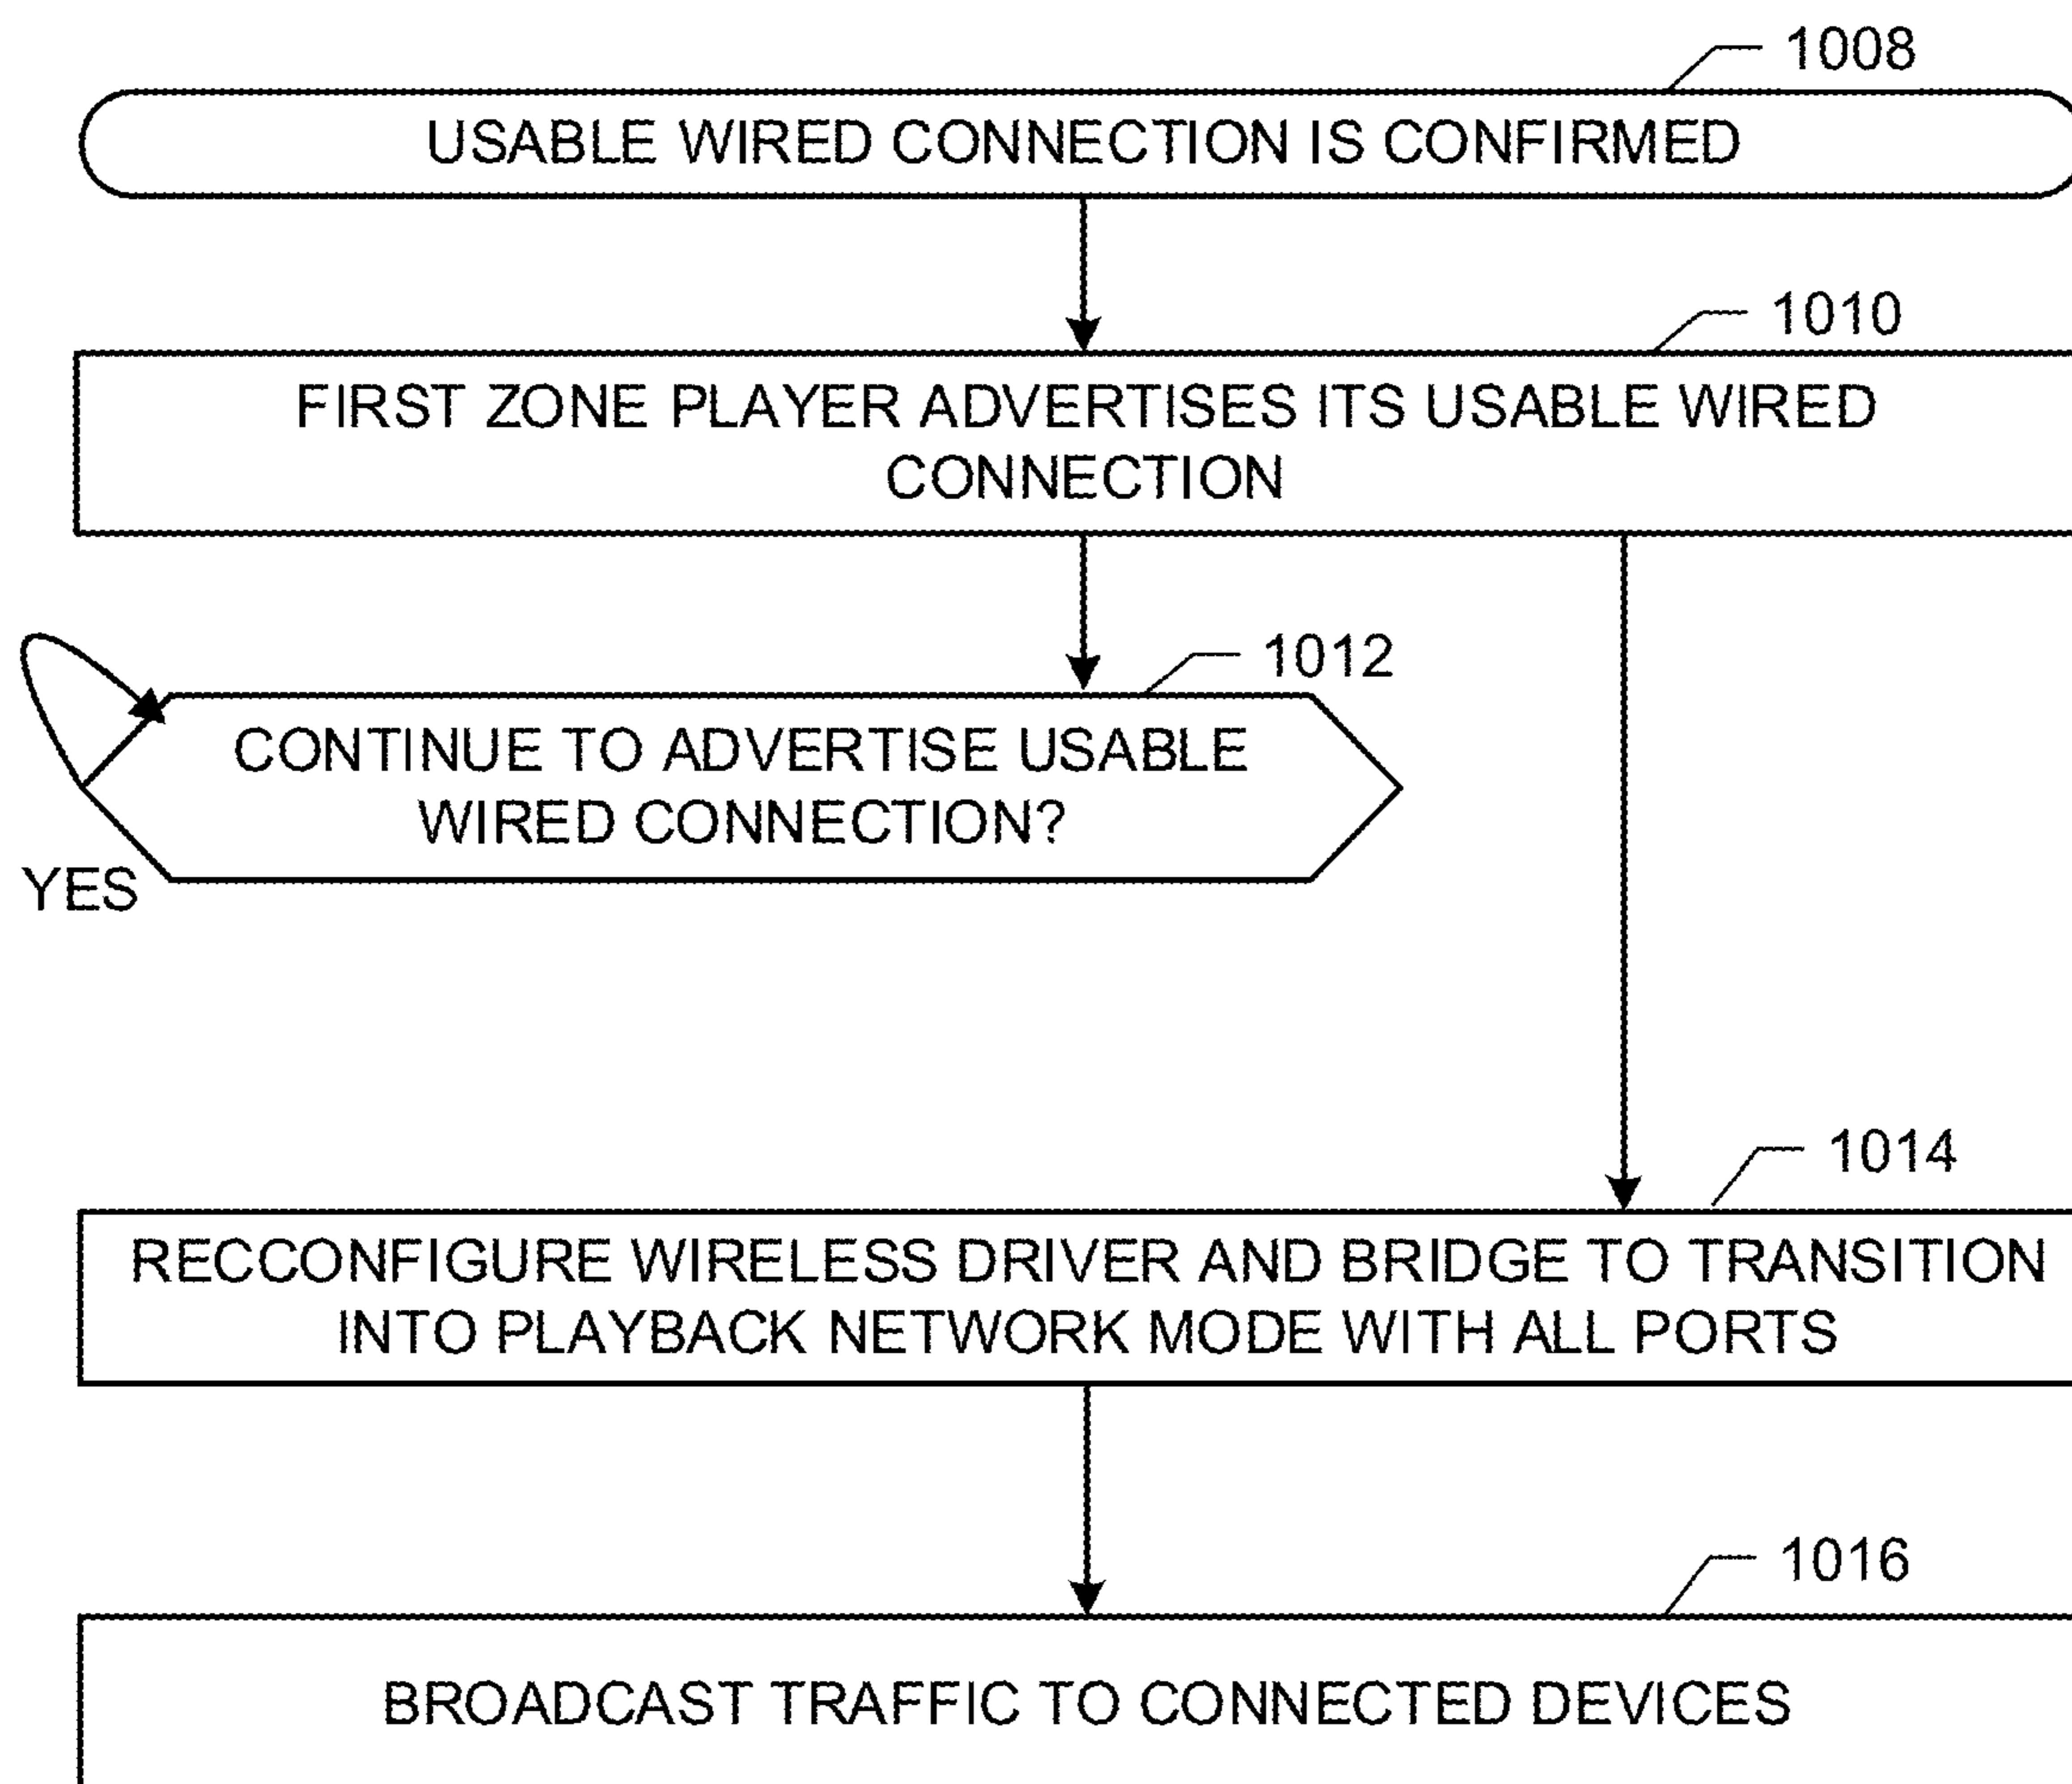 1008
USABLE WIRED CONNECTION IS CONFIRMED
1010
FIRST ZONE PLAYER ADVERTISES ITS USABLE WIRED
CONNECTION
1012
CONTINUE TO ADVERTISE USABLE
WIRED CONNECTION?
YES
1014
RECCONFIGURE WIRELESS DRIVER AND BRIDGE TO TRANSITION
INTO PLAYBACK NETWORK MODE WITH ALL PORTS
1016
BROADCAST TRAFFIC TO CONNECTED DEVICES